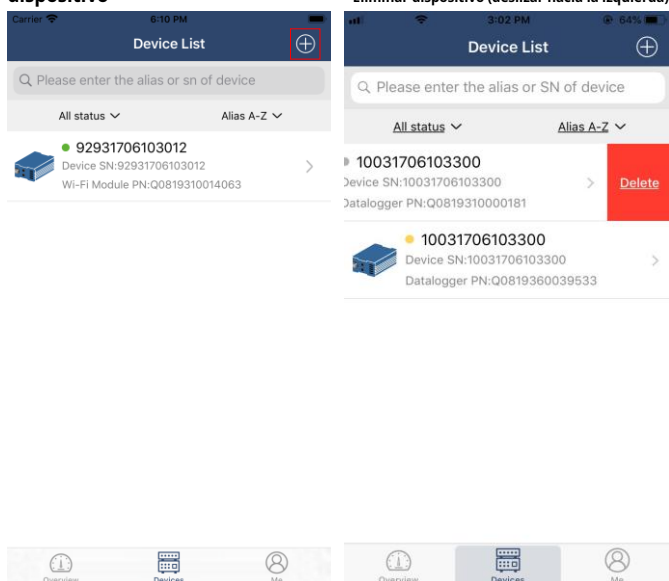 dispositivo
Carrier 6:10 PM
Device List
Please enter the alias or sn of device
All status Alias A-Z
92931706103012
Device SN:92931706103012
Wi-Fi Module PN:Q0819310014063
Overview Devices Me
Eliminar dispositivo (deslizar hacia la izquierda)
3:02 PM 64%
Device List
Please enter the alias or SN of device
All status Alias A-Z
10031706103300
Device SN:10031706103300
Datalogger PN:Q0819310000181
Delete
10031706103300
Device SN:10031706103300
Datalogger PN:Q0819360039533
Overview Devices Me